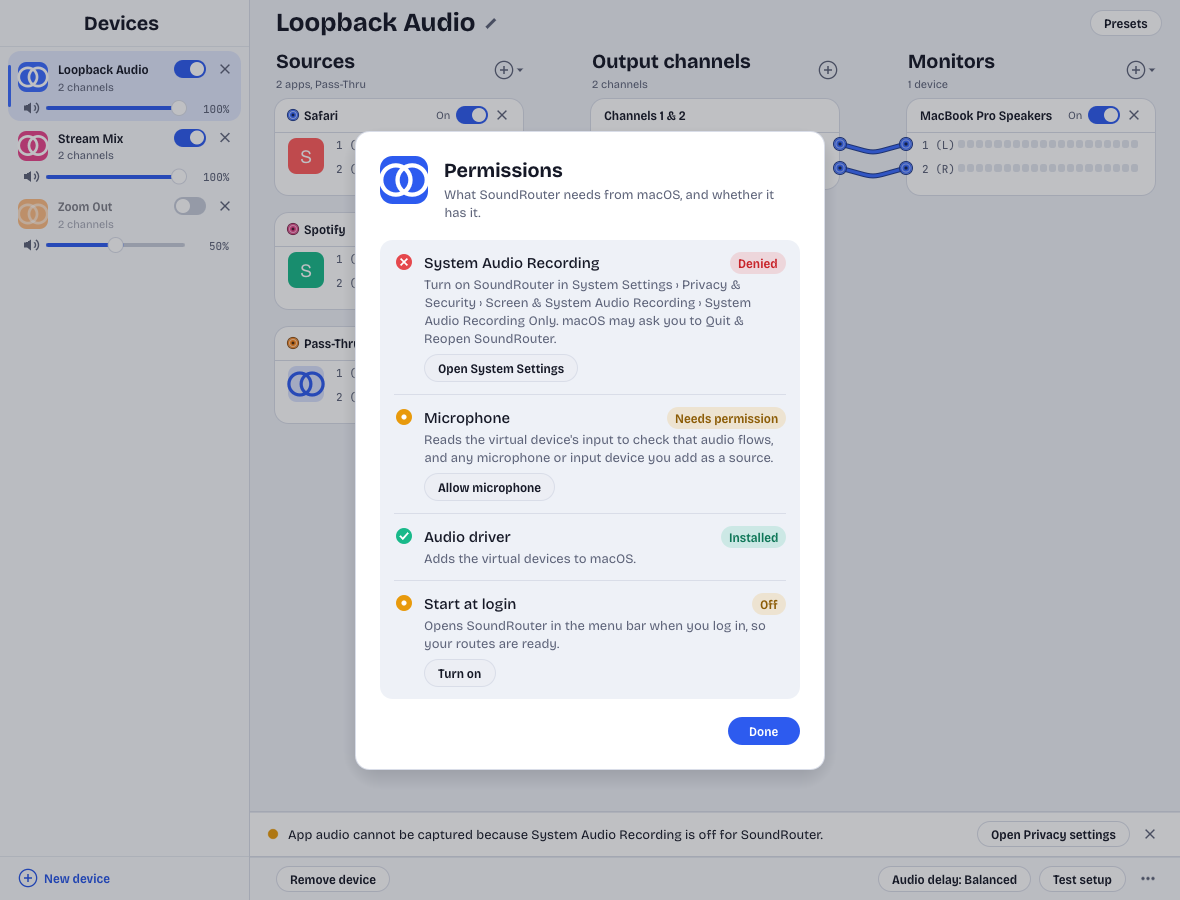 Devices
Loopback Audio
2 channels
100%
Stream Mix
2 channels
100%
Zoom Out
2 channels
50%
New device
Loopback Audio
Presets
Sources
2 apps, Pass-Thru
Output channels
2 channels
Monitors
1 device
Safari
On
S
1 (
2 (
Spotify
S
1 (
2 (
Pass-Thru
1 (
2 (
Channels 1 & 2
MacBook Pro Speakers
On
1 (L)
2 (R)
Permissions
What SoundRouter needs from macOS, and whether it
has it.
System Audio Recording
Denied
Turn on SoundRouter in System Settings › Privacy &
Security › Screen & System Audio Recording › System
Audio Recording Only. macOS may ask you to Quit &
Reopen SoundRouter.
Open System Settings
Microphone
Needs permission
Reads the virtual device's input to check that audio flows,
and any microphone or input device you add as a source.
Allow microphone
Audio driver
Installed
Adds the virtual devices to macOS.
Start at login
Off
Opens SoundRouter in the menu bar when you log in, so
your routes are ready.
Turn on
Done
App audio cannot be captured because System Audio Recording is off for SoundRouter.
Open Privacy settings
Remove device
Audio delay: Balanced
Test setup